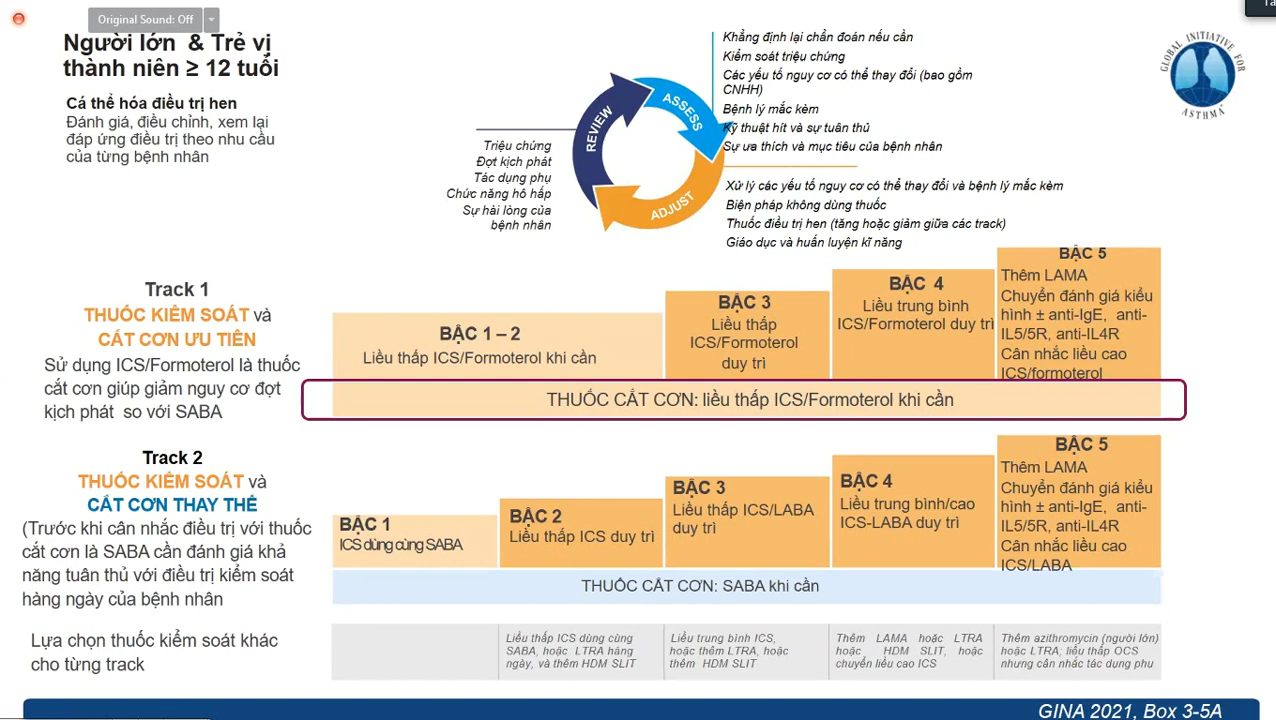 Original Sound: Off
Ta
Người lớn & Trẻ vị
thành niên ≥ 12 tuổi
Cá thể hóa điều trị hen
Đánh giá, điều chỉnh, xem lại
đáp ứng điều trị theo nhu cầu
của từng bệnh nhân
REVIEW
ASSESS
ADJUST
Triệu chứng
Đợt kịch phát
Tác dụng phụ
Chức năng hô hấp
Sự hài lòng của
bệnh nhân
Khẳng định lại chẩn đoán nếu cần
Kiểm soát triệu chứng
Các yếu tố nguy cơ có thể thay đổi (bao gồm
CNHH)
Bệnh lý mắc kèm
Kỹ thuật hít và sự tuân thủ
Sự ưa thích và mục tiêu của bệnh nhân
Xử lý các yếu tố nguy cơ có thể thay đổi và bệnh lý mắc kèm
Biện pháp không dùng thuốc
Thuốc điều trị hen (tăng hoặc giảm giữa các track)
Giáo dục và huấn luyện kĩ năng
GLOBAL INITIATIVE FOR
ASTHMA
Track 1
THUỐC KIỂM SOÁT và
CẮT CƠN ƯU TIÊN
Sử dụng ICS/Formoterol là thuốc
cắt cơn giúp giảm nguy cơ đợt
kịch phát so với SABA
BẬC 1 – 2
Liều thấp ICS/Formoterol khi cần
BẬC 3
Liều thấp
ICS/Formoterol
duy trì
BẬC 4
Liều trung bình
ICS/Formoterol duy trì
BẬC 5
Thêm LAMA
Chuyển đánh giá kiểu
hình ± anti-IgE, anti-
IL5/5R, anti-IL4R
Cân nhắc liều cao
ICS/formoterol
THUỐC CẮT CƠN: liều thấp ICS/Formoterol khi cần
Track 2
THUỐC KIỂM SOÁT và
CẮT CƠN THAY THẾ
(Trước khi cân nhắc điều trị với thuốc
cắt cơn là SABA cần đánh giá khả
năng tuân thủ với điều trị kiểm soát
hàng ngày của bệnh nhân
BẬC 1
ICS dùng cùng SABA
BẬC 2
Liều thấp ICS duy trì
BẬC 3
Liều thấp ICS/LABA
duy trì
BẬC 4
Liều trung bình/cao
ICS-LABA duy trì
BẬC 5
Thêm LAMA
Chuyển đánh giá kiểu
hình ± anti-IgE, anti-
IL5/5R, anti-IL4R
Cân nhắc liều cao
ICS/LABA
THUỐC CẮT CƠN: SABA khi cần
Lựa chọn thuốc kiểm soát khác
cho từng track
Liều thấp ICS dùng cùng
SABA, hoặc LTRA hàng
ngày, và thêm HDM SLIT
Liều trung bình ICS,
hoặc thêm LTRA, hoặc
thêm HDM SLIT
Thêm LAMA hoặc LTRA
hoặc HDM SLIT, hoặc
chuyển liều cao ICS
Thêm azithromycin (người lớn)
hoặc LTRA; liều thấp OCS
nhưng cân nhắc tác dụng phụ
GINA 2021, Box 3-5A